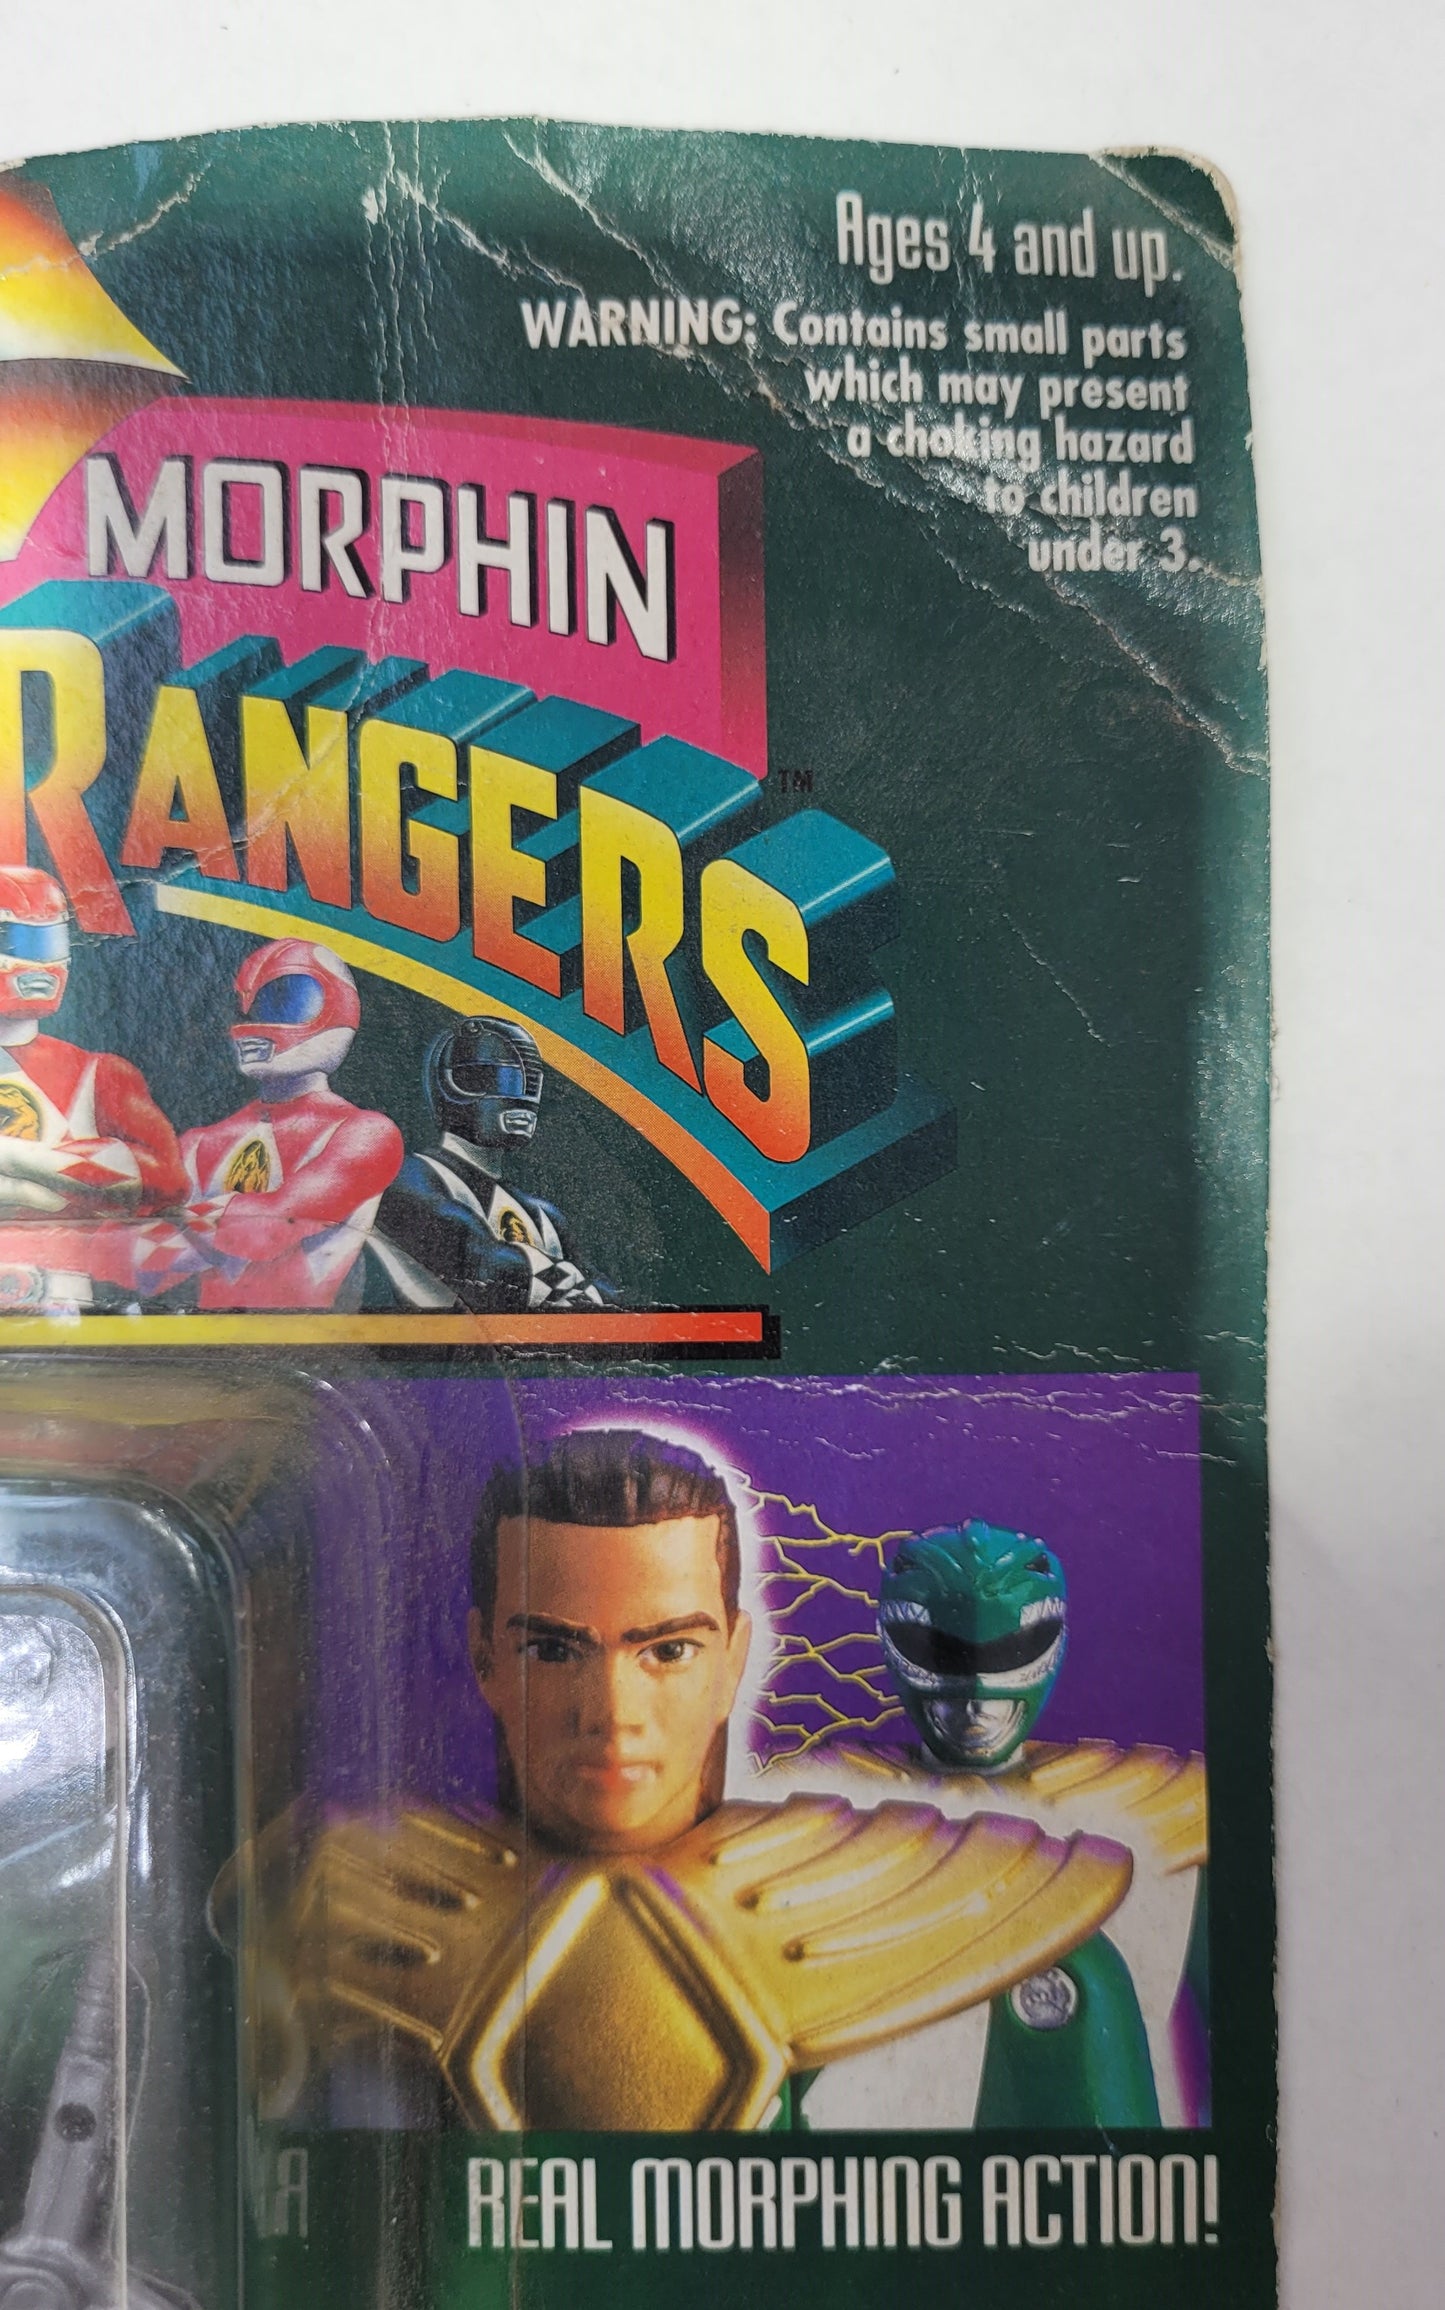 Ages 4 and up.
WARNING: Contains small parts
which may present
a choking hazard
to children
under 3.
MORPHIN
RANGERS
TM
REAL MORPHING ACTION!